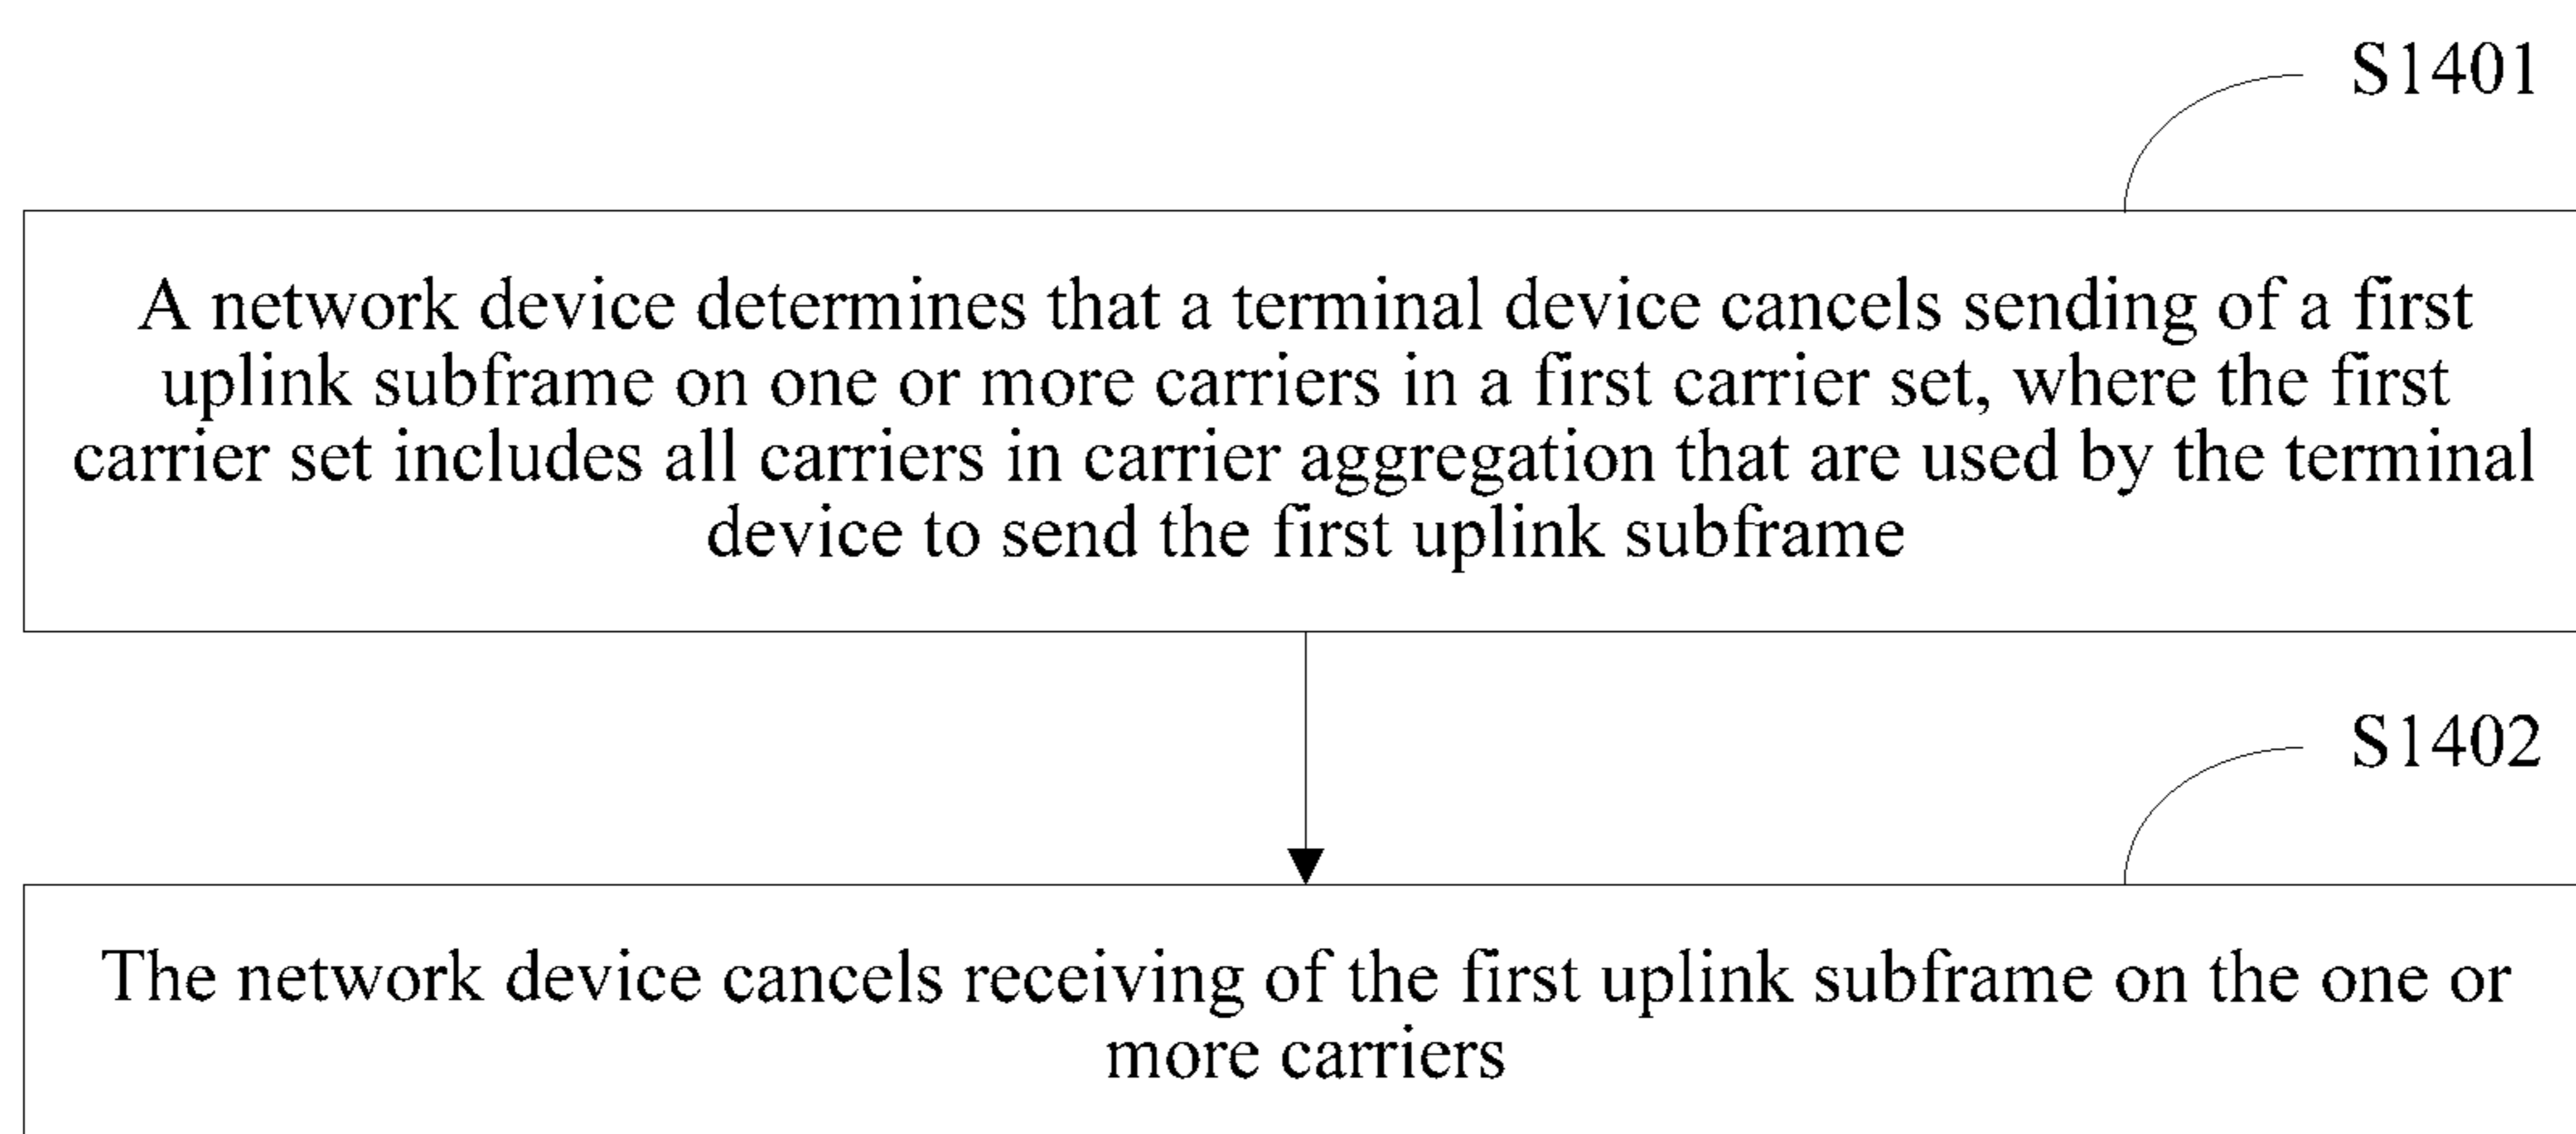 S1401
A network device determines that a terminal device cancels sending of a first
uplink subframe on one or more carriers in a first carrier set, where the first
carrier set includes all carriers in carrier aggregation that are used by the terminal
device to send the first uplink subframe
S1402
The network device cancels receiving of the first uplink subframe on the one or
more carriers